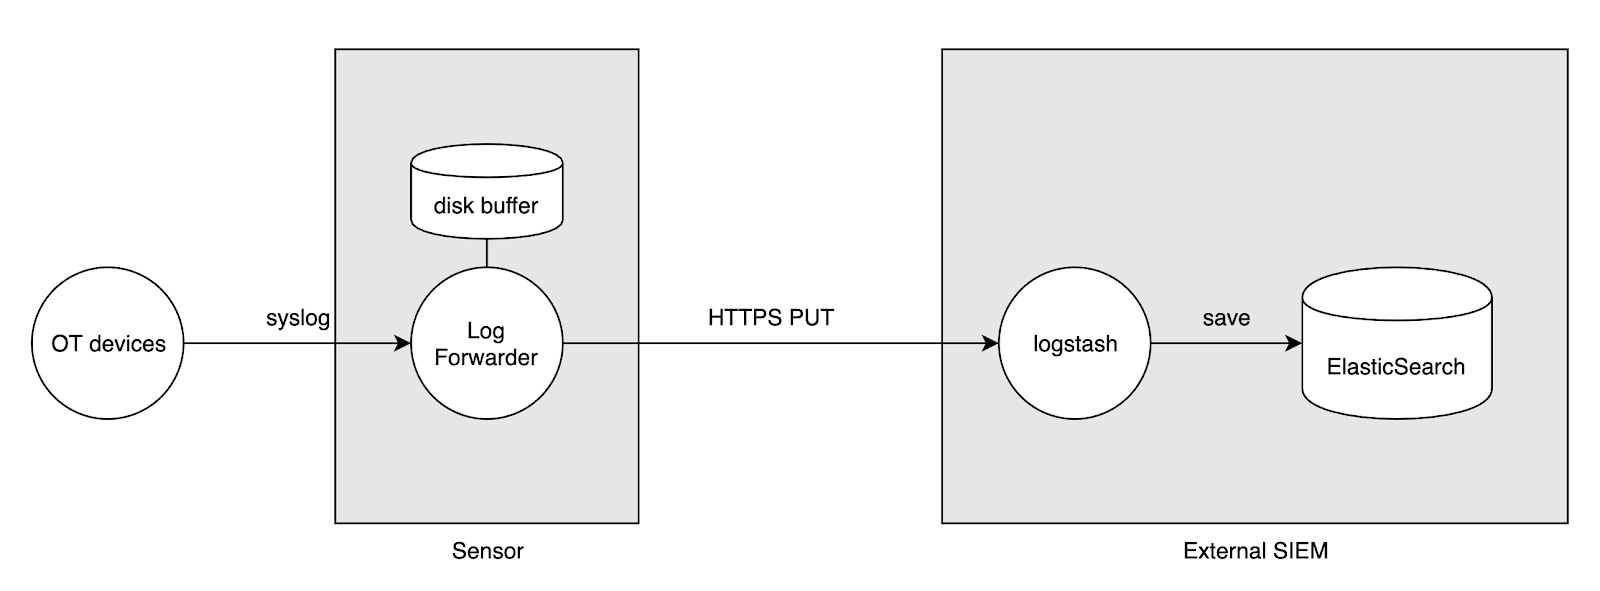 disk buffer
OT devices
syslog
Log
Forwarder
HTTPS PUT
logstash
save
ElasticSearch
Sensor
External SIEM